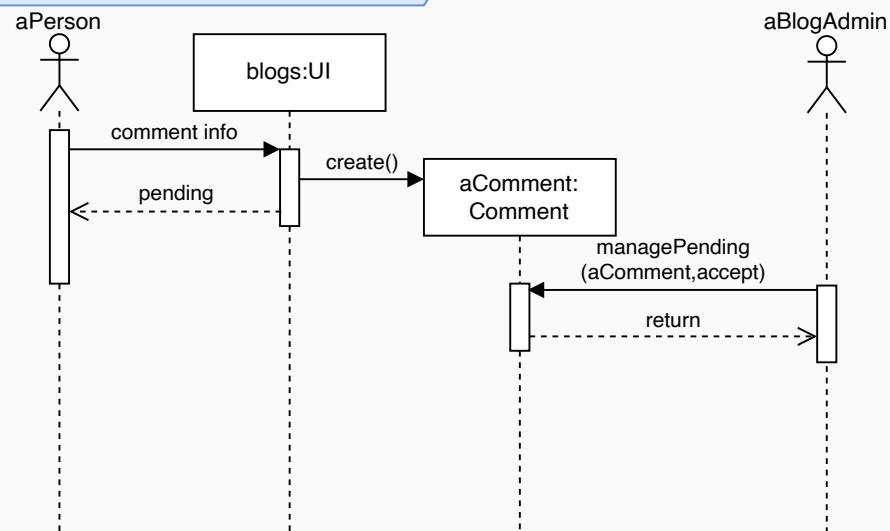 aPerson
aBlogAdmin
blogs:UI
comment info
create()
aComment:
Comment
pending
managePending
(aComment,accept)
return